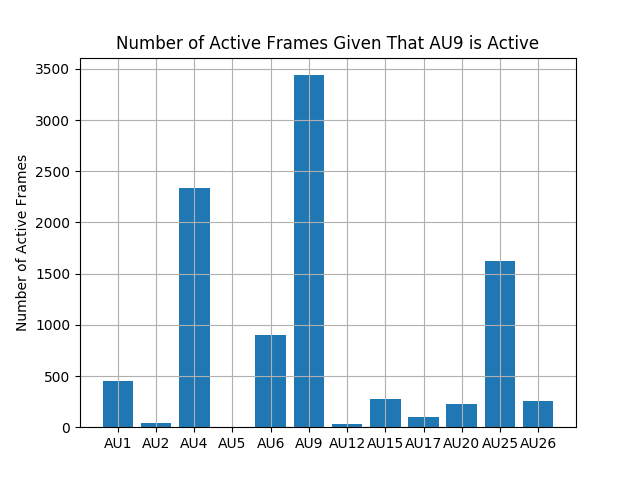 Number of Active Frames Given That AU9 is Active
Number of Active Frames
3500
3000
2500
2000
1500
1000
500
0
AU1 AU2 AU4 AU5 AU6 AU9 AU12 AU15 AU17 AU20 AU25 AU26